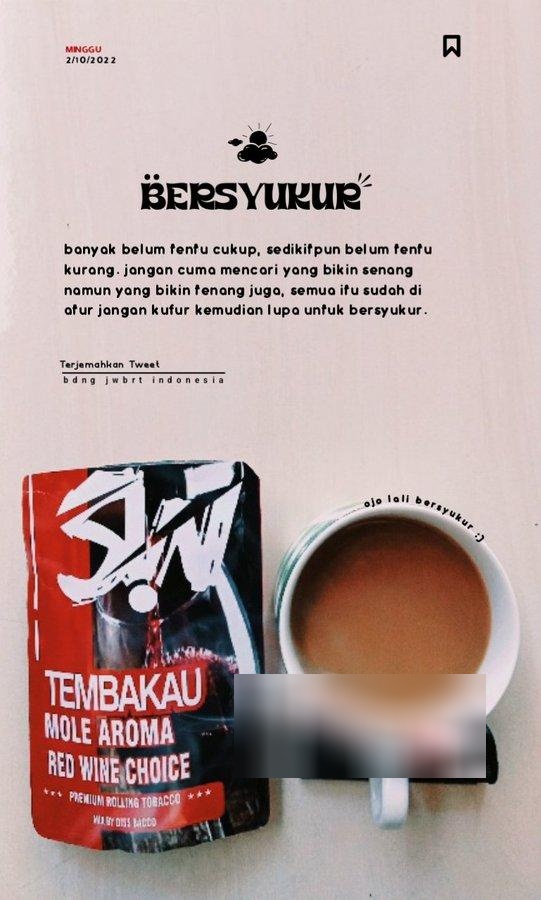 MINGGU
2/10/2022
BERSYUKUR
banyak belum tentu cukup, sedikitpun belum tentu
kurang. jangan cuma mencari yang bikin senang
namun yang bikin tenang juga, semua itu sudah di
atur jangan kufur kemudian lupa untuk bersyukur.
Terjemahkan Tweet
bdng jwbrt indonesia
ojo lali bersyukur :)
TEMBAKAU
MOLE AROMA
RED WINE CHOICE
*** PREMIUM ROLLING TOBACCO ***